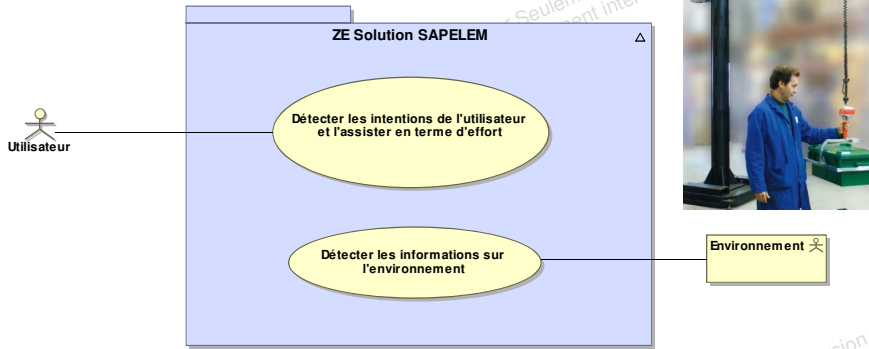 ZE Solution SAPELEM
Détecter les intentions de l'utilisateur
et l'assister en terme d'effort
Utilisateur
Détecter les informations sur
l'environnement
Environnement